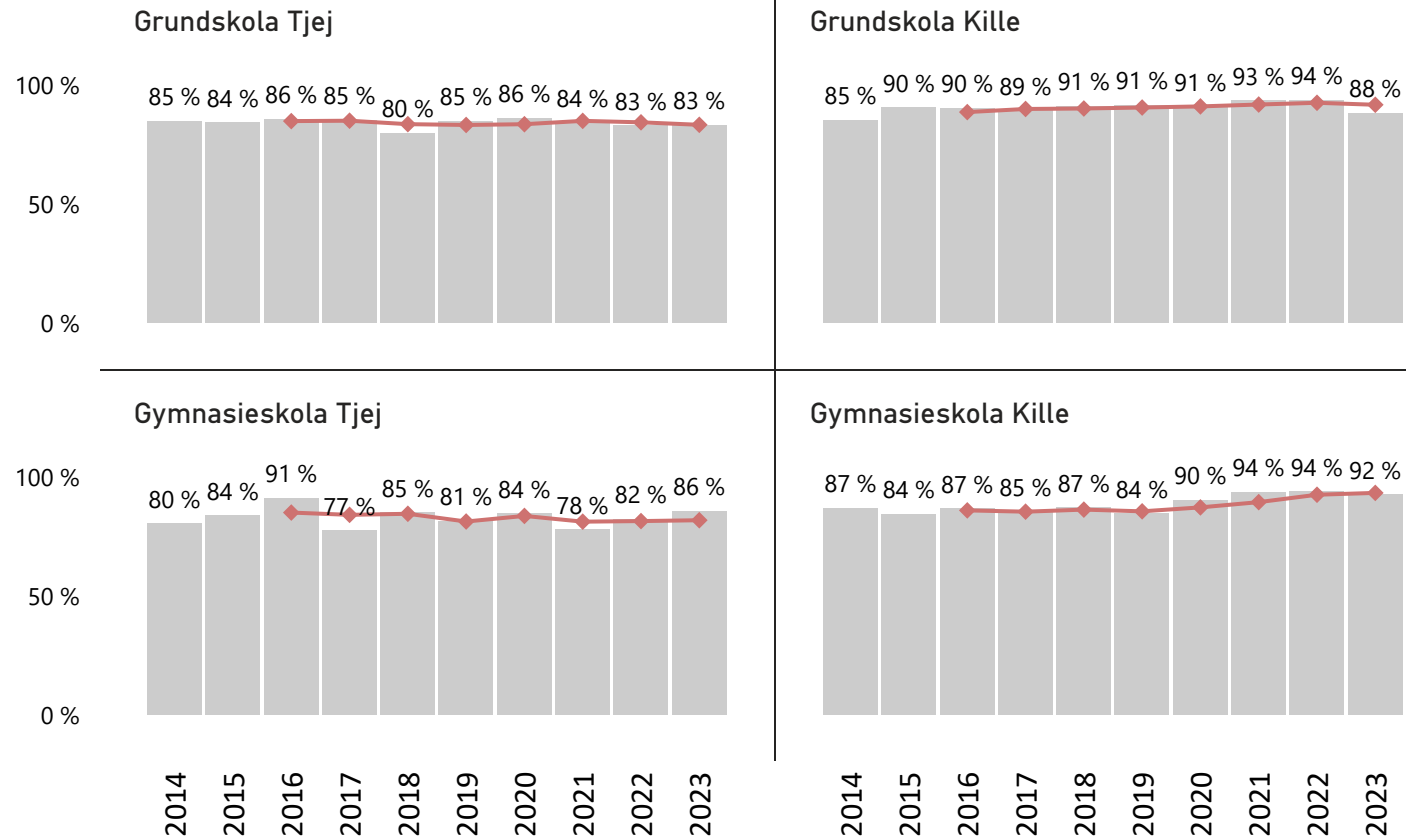 Grundskola Tjej
100 %
50 %
0 %
85 % 84 % 86 % 85 % 80 % 85 % 86 % 84 % 83 % 83 %
Grundskola Kille
85 % 90 % 90 % 89 % 91 % 91 % 91 % 93 % 94 % 88 %
Gymnasieskola Tjej
100 %
50 %
0 %
80 % 84 % 91 % 77 % 85 % 81 % 84 % 78 % 82 % 86 %
2014 2015 2016 2017 2018 2019 2020 2021 2022 2023
Gymnasieskola Kille
87 % 84 % 87 % 85 % 87 % 84 % 90 % 94 % 94 % 92 %
2014 2015 2016 2017 2018 2019 2020 2021 2022 2023